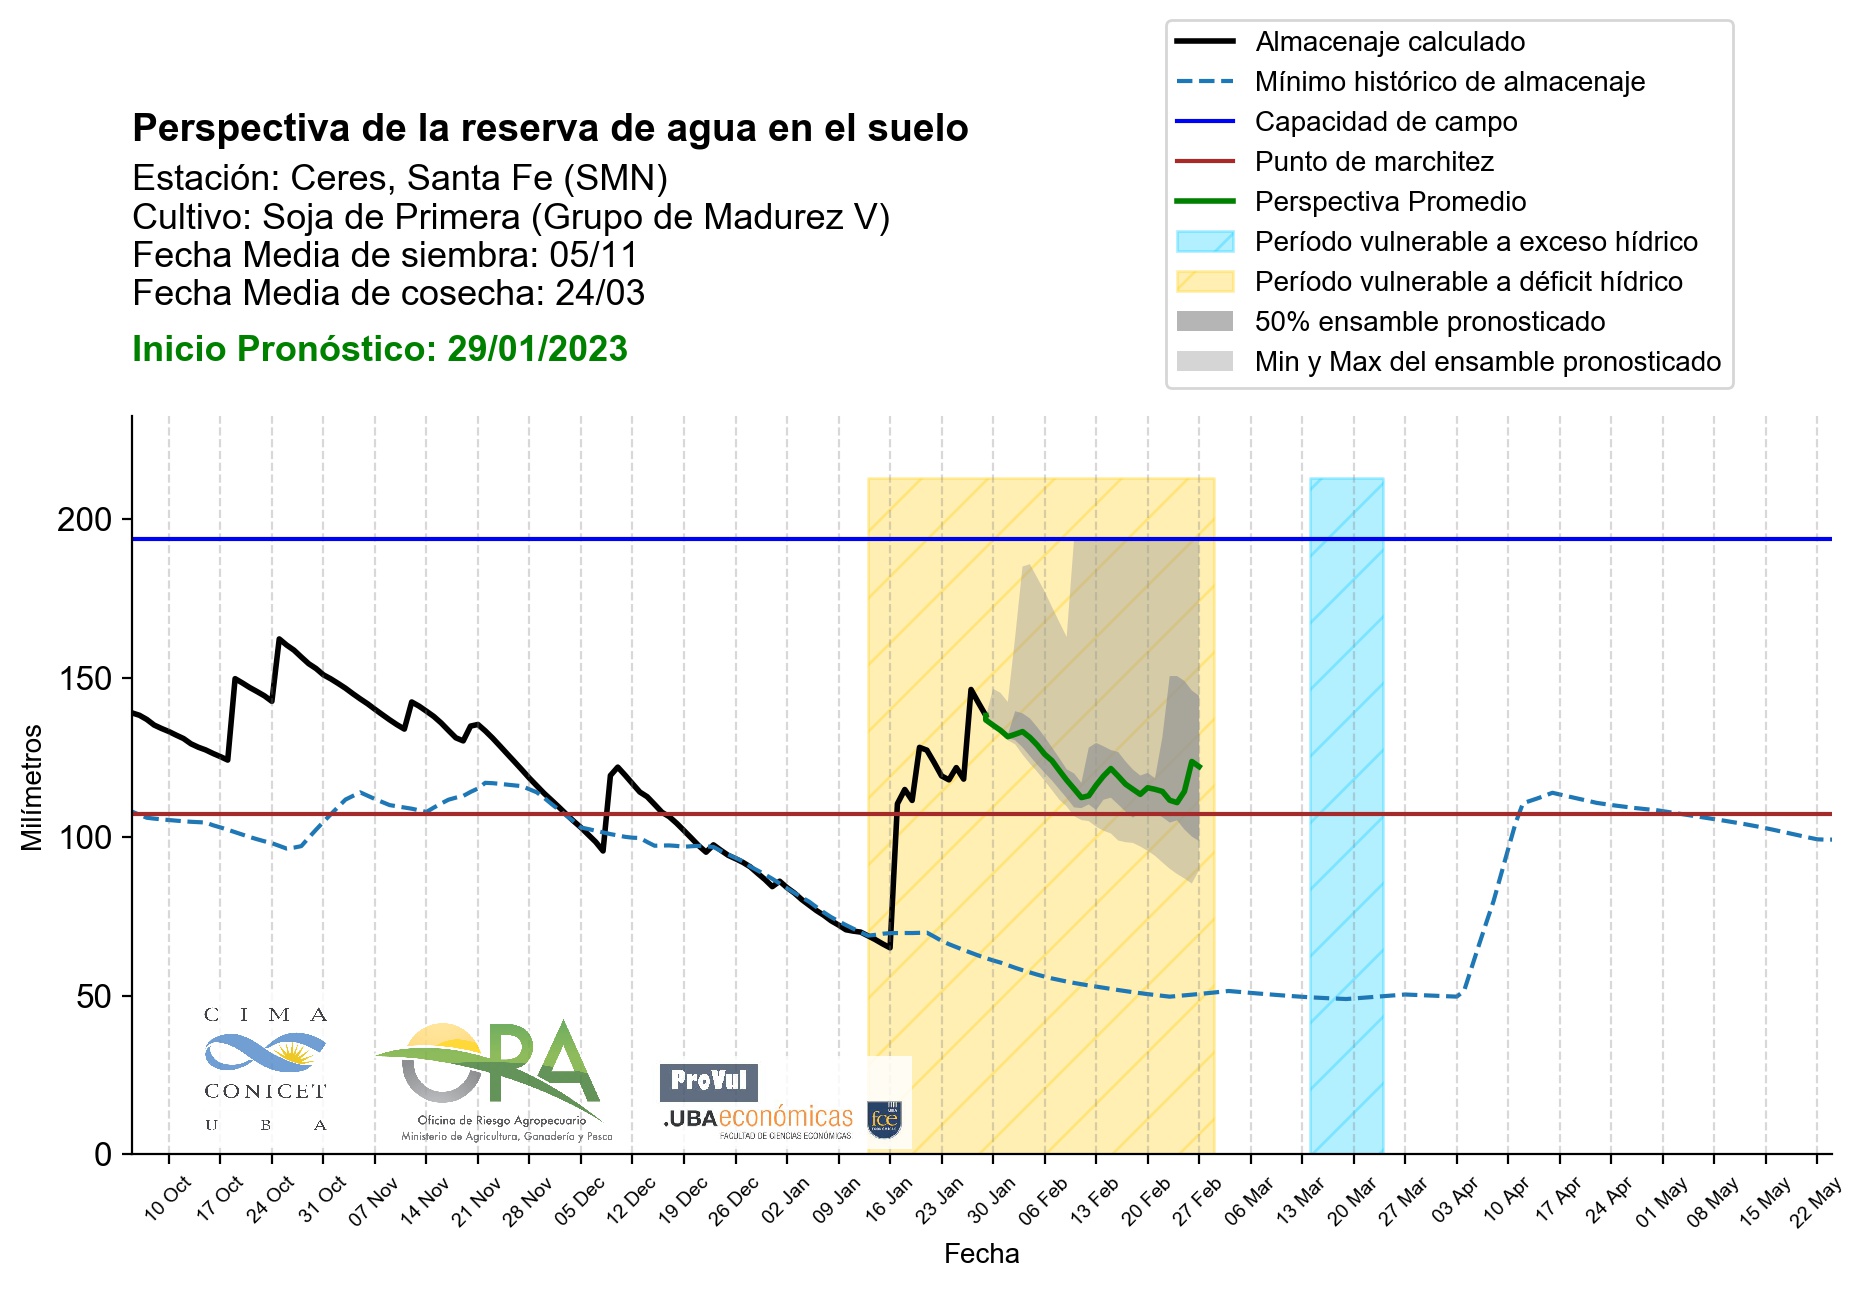 Almacenaje calculado
Mínimo histórico de almacenaje
Capacidad de campo
Punto de marchitez
Perspectiva Promedio
Período vulnerable a exceso hídrico
Período vulnerable a déficit hídrico
50% ensamble pronosticado
Min y Max del ensamble pronosticado
Perspectiva de la reserva de agua en el suelo
Estación: Ceres, Santa Fe (SMN)
Cultivo: Soja de Primera (Grupo de Madurez V)
Fecha Media de siembra: 05/11
Fecha Media de cosecha: 24/03
Inicio Pronóstico: 29/01/2023
Milímetros
200
150
100
50
0
CIMA
CONICET
UBA
ORA
Oficina de Riesgo Agropecuario
Ministerio de Agricultura, Ganadería y Pesca
ProVul
.UBAeconómicas
FACULTAD DE CIENCIAS ECONÓMICAS
UBA
fce
ECONÓMICAS
10 Oct
17 Oct
24 Oct
31 Oct
07 Nov
14 Nov
21 Nov
28 Nov
05 Dec
12 Dec
19 Dec
26 Dec
02 Jan
09 Jan
16 Jan
23 Jan
30 Jan
06 Feb
13 Feb
20 Feb
27 Feb
06 Mar
13 Mar
20 Mar
27 Mar
03 Apr
10 Apr
17 Apr
24 Apr
01 May
08 May
15 May
22 May
Fecha